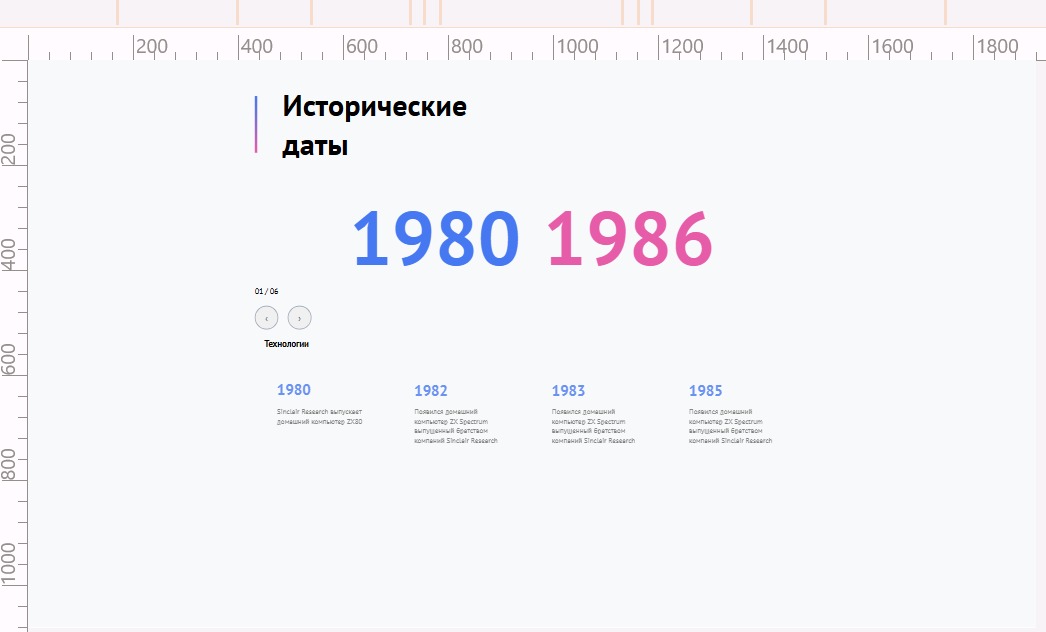 200 400 600 800 1000 1200 1400 1600 1800
200
400
600
800
1000
Исторические
даты
1980 1986
01 / 06
‹ ›
Технологии
1980
Sinclair Research выпускает
домашний компьютер ZX80
1982
Появился домашний
компьютер ZX Spectrum
выпущенный братством
компаний Sinclair Research
1983
Появился домашний
компьютер ZX Spectrum
выпущенный братством
компаний Sinclair Research
1985
Появился домашний
компьютер ZX Spectrum
выпущенный братством
компаний Sinclair Research